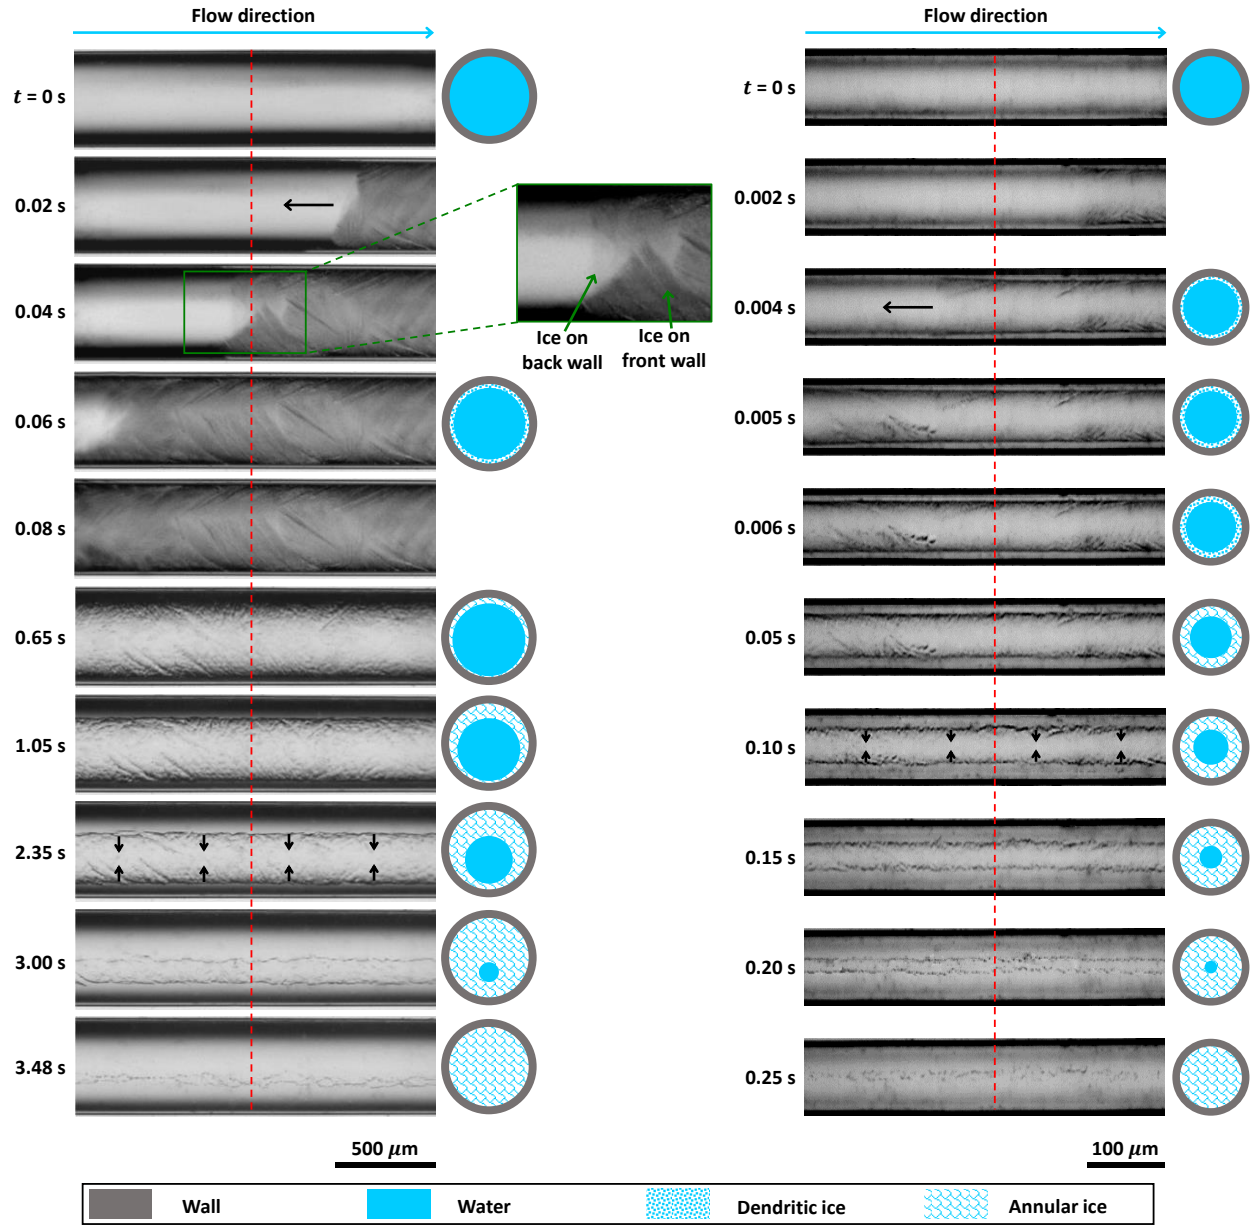 Flow direction
t = 0 s
0.02 s
0.04 s
Ice on
back wall
Ice on
front wall
0.06 s
0.08 s
0.65 s
1.05 s
2.35 s
3.00 s
3.48 s
500 μm
Flow direction
t = 0 s
0.002 s
0.004 s
0.005 s
0.006 s
0.05 s
0.10 s
0.15 s
0.20 s
0.25 s
100 μm
Wall
Water
Dendritic ice
Annular ice